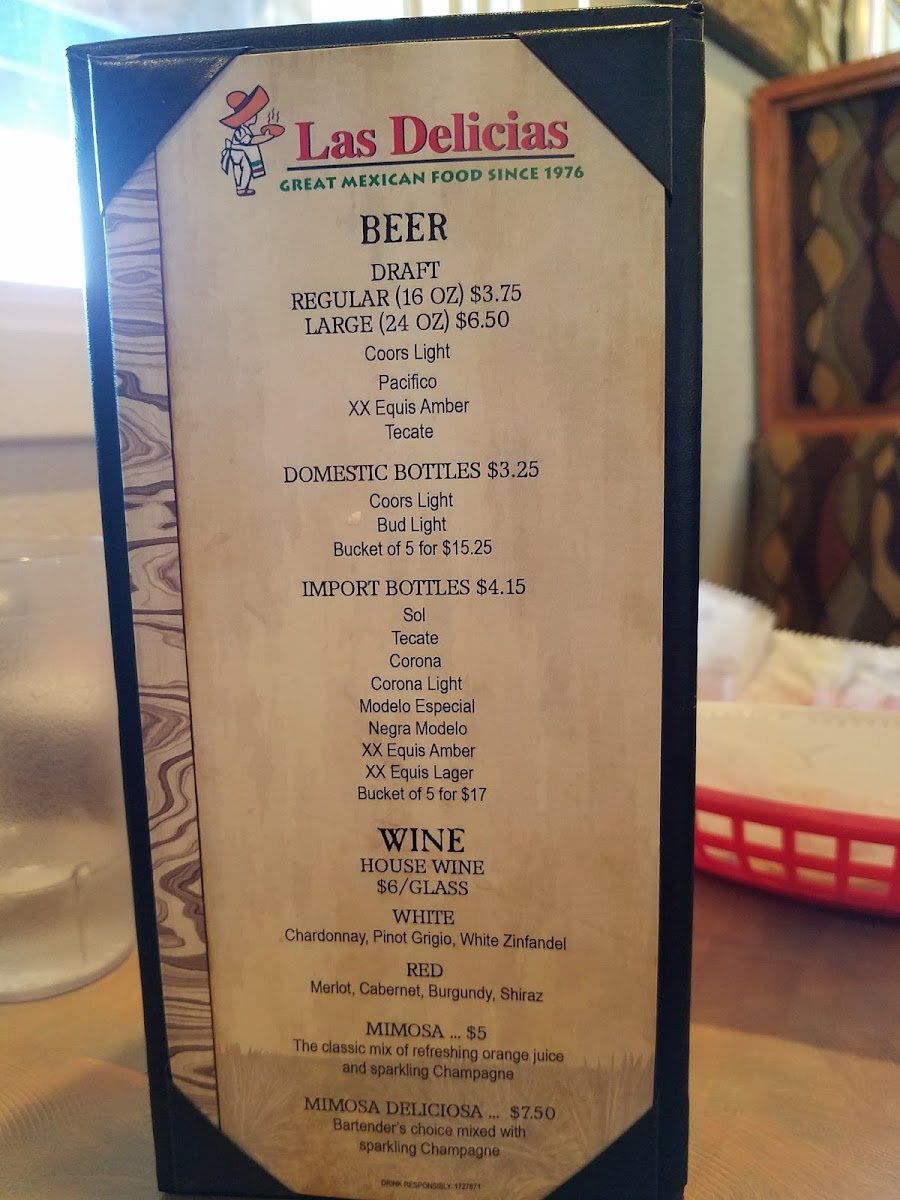 Las Delicias
GREAT MEXICAN FOOD SINCE 1976
BEER
DRAFT
REGULAR (16 OZ) $3.75
LARGE (24 OZ) $6.50
Coors Light
Pacifico
XX Equis Amber
Tecate
DOMESTIC BOTTLES $3.25
Coors Light
Bud Light
Bucket of 5 for $15.25
IMPORT BOTTLES $4.15
Sol
Tecate
Corona
Corona Light
Modelo Especial
Negra Modelo
XX Equis Amber
XX Equis Lager
Bucket of 5 for $17
WINE
HOUSE WINE
$6/GLASS
WHITE
Chardonnay, Pinot Grigio, White Zinfandel
RED
Merlot, Cabernet, Burgundy, Shiraz
MIMOSA ... $5
The classic mix of refreshing orange juice
and sparkling Champagne
MIMOSA DELICIOSA ... $7.50
Bartender's choice mixed with
sparkling Champagne
DRINK RESPONSIBLY 1727871